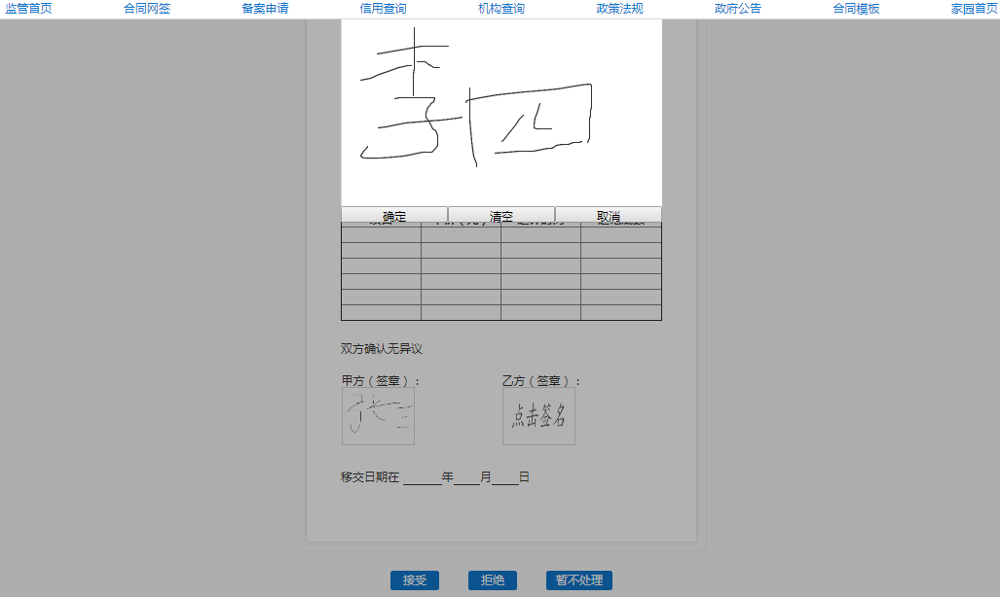 监管首页 合同网签 备案申请 信用查询 机构查询 政策法规 政府公告 合同模板 家园首页
李四
确定 清空 取消
双方确认无异议
甲方（签章）： 乙方（签章）：
张三 点击签名
移交日期在 ______年____月____日
接受 拒绝 暂不处理